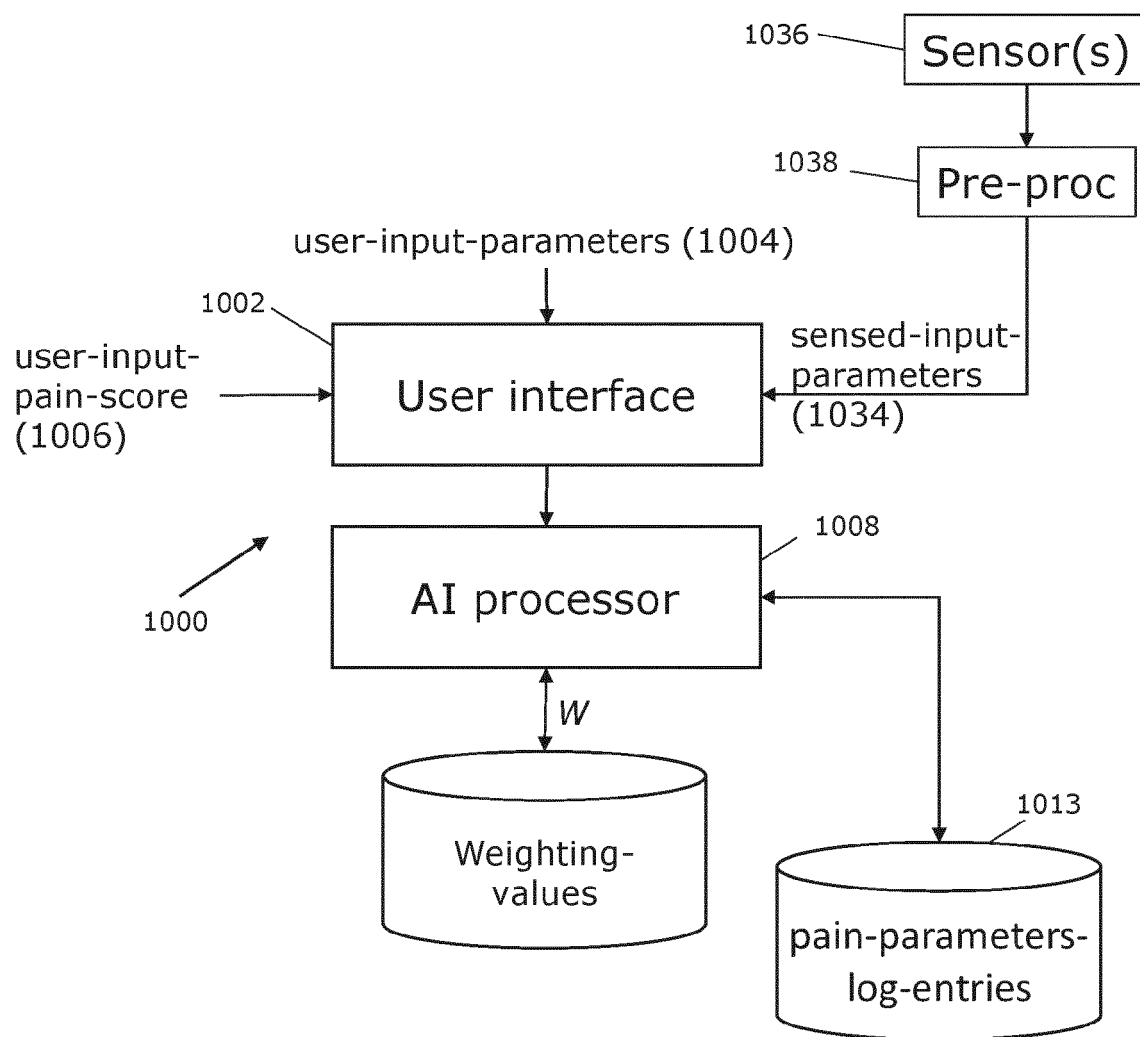 1036
Sensor(s)
1038
Pre-proc
user-input-parameters (1004)
1002
user-input-
pain-score
(1006)
User interface
sensed-input-
parameters
(1034)
1008
AI processor
1000
W
1013
Weighting-
values
pain-parameters-
log-entries